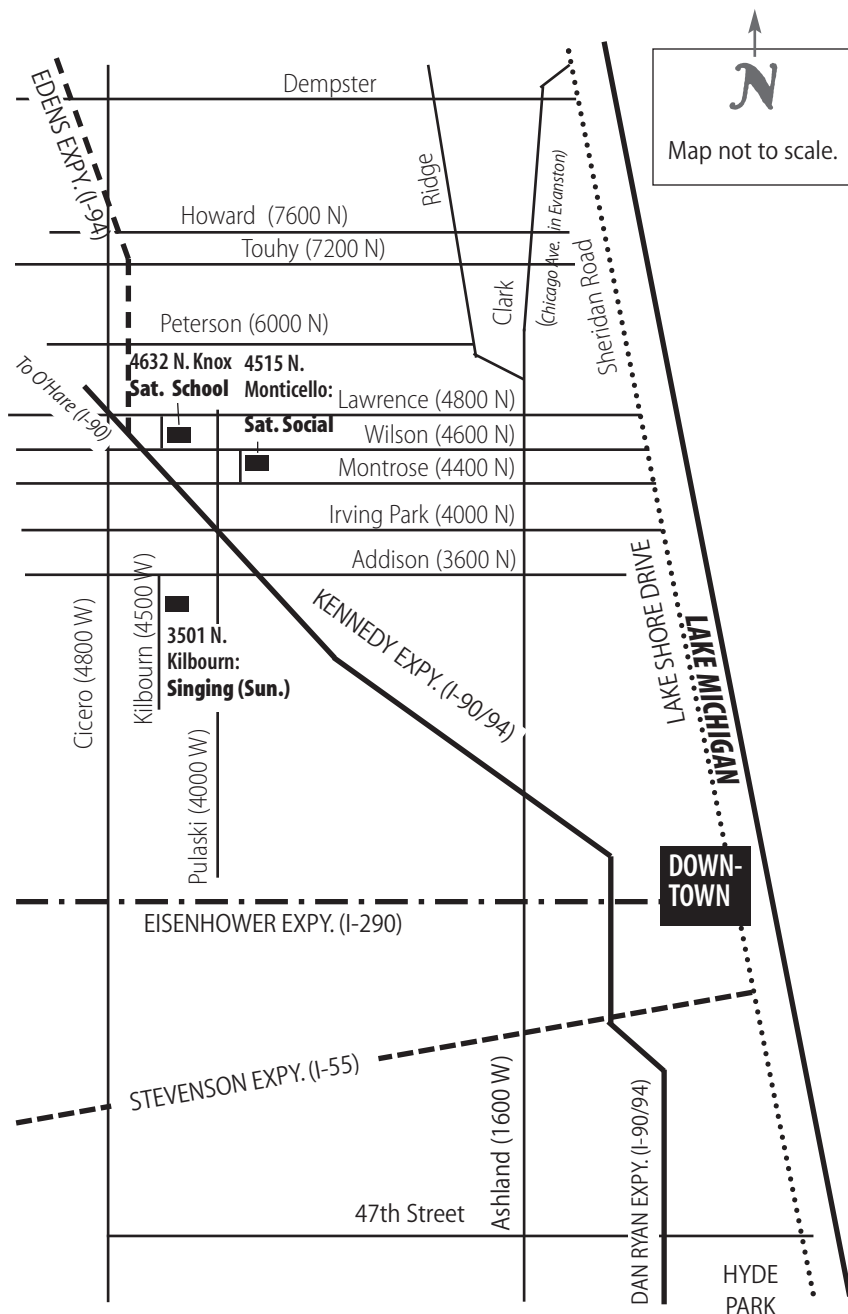 N
Map not to scale.
EDENS EXPY. (I-94)
Dempster
Ridge
Howard (7600 N)
Touhy (7200 N)
Clark
(Chicago Ave. in Evanston)
Sheridan Road
Peterson (6000 N)
To O'Hare (I-90)
4632 N. Knox
Sat. School
4515 N.
Monticello:
Sat. Social
Lawrence (4800 N)
Wilson (4600 N)
Montrose (4400 N)
Irving Park (4000 N)
Addison (3600 N)
Cicero (4800 W)
Kilbourn (4500 W)
3501 N.
Kilbourn:
Singing (Sun.)
Pulaski (4000 W)
KENNEDY EXPY. (I-90/94)
LAKE SHORE DRIVE
LAKE MICHIGAN
DOWN-
TOWN
EISENHOWER EXPY. (I-290)
STEVENSON EXPY. (I-55)
Ashland (1600 W)
DAN RYAN EXPY. (I-90/94)
47th Street
HYDE
PARK